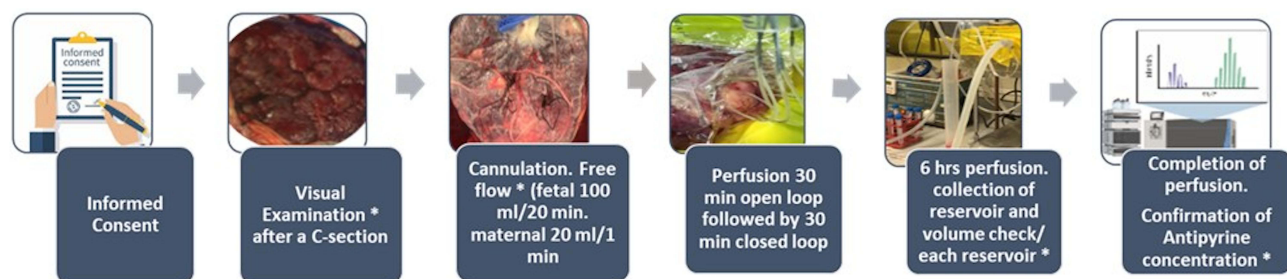 Informed
consent
Informed
Consent
Visual
Examination *
after a C-section
Cannulation. Free
flow * (fetal 100
ml/20 min.
maternal 20 ml/1
min
Perfusion 30
min open loop
followed by 30
min closed loop
6 hrs perfusion.
collection of
reservoir and
volume check/
each reservoir *
Completion of
perfusion.
Confirmation of
Antipyrine
concentration *